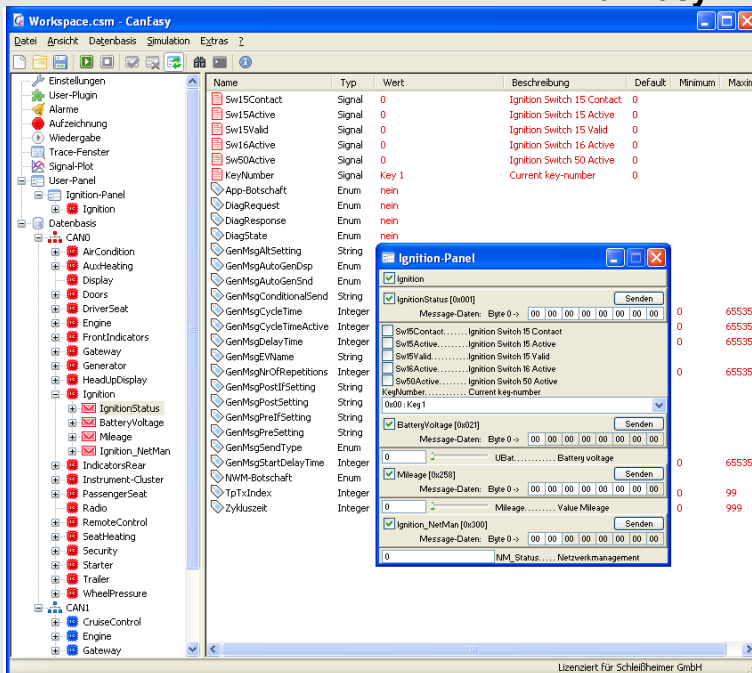 Workspace.csm - CanEasy
Datei Ansicht Datenbasis Simulation Extras ?
Einstellungen
User-Plugin
Alarme
Aufzeichnung
Wiedergabe
Trace-Fenster
Signal-Plot
User-Panel
Ignition-Panel
Ignition
Datenbasis
CAN0
AirCondition
AuxHeating
Display
Doors
DriverSeat
Engine
FrontIndicators
Gateway
Generator
HeadUpDisplay
Ignition
IgnitionStatus
BatteryVoltage
Mileage
Ignition_NetMan
IndicatorsRear
Instrument-Cluster
PassengerSeat
Radio
RemoteControl
SeatHeating
Security
Starter
Trailer
WheelPressure
CAN1
CruiseControl
Engine
Gateway
Name Typ Wert Beschreibung Default Minimum
Sw15Contact Signal 0 Ignition Switch 15 Contact 0
Sw15Active Signal 0 Ignition Switch 15 Active 0
Sw15Valid Signal 0 Ignition Switch 15 Valid 0
Sw16Active Signal 0 Ignition Switch 16 Active 0
Sw50Active Signal 0 Ignition Switch 50 Active 0
KeyNumber Signal Key 1 Current key-number 0
App-Botschaft Enum nein
DiagRequest Enum nein
DiagResponse Enum nein
DiagState Enum nein
GenMsgAltSetting String
GenMsgAutoGenDsp Enum
GenMsgAutoGenSnd Enum
GenMsgConditionalSend String
GenMsgCycleTime Integer 0 65535
GenMsgCycleTimeActive Integer 0 65535
GenMsgDelayTime Integer 0 65535
GenMsgEVName String
GenMsgNrOfRepetitions Integer 0 65535
GenMsgPostIfSetting String
GenMsgPostSetting String
GenMsgPreIfSetting String
GenMsgPreSetting String
GenMsgSendType Enum
GenMsgStartDelayTime Integer 0 65535
NWM-Botschaft Enum
TpTxIndex Integer 0 99
Zykluszeit Integer 0 999
Ignition-Panel
Ignition
IgnitionStatus [0x001] Senden
Message-Daten: Byte 0 -> 00 00 00 00 00 00 00 00
Sw15Contact.......Ignition Switch 15 Contact
Sw15Active..........Ignition Switch 15 Active
Sw15Valid...........Ignition Switch 15 Valid
Sw16Active..........Ignition Switch 16 Active
Sw50Active......... Ignition Switch 50 Active
KeyNumber........... Current key-number
0x00 : Key 1
BatteryVoltage [0x021] Senden
Message-Daten: Byte 0 -> 00 00 00 00 00 00 00 00
0 UBat........... Battery voltage
Mileage [0x258] Senden
Message-Daten: Byte 0 -> 00 00 00 00 00 00 00 00
0 Mileage......... Value Mileage
Ignition_NetMan [0x300] Senden
Message-Daten: Byte 0 -> 00 00 00 00 00 00 00 00
0 NM_Status..... Netzwerkmanagement
Lizenziert für Schleißheimer GmbH